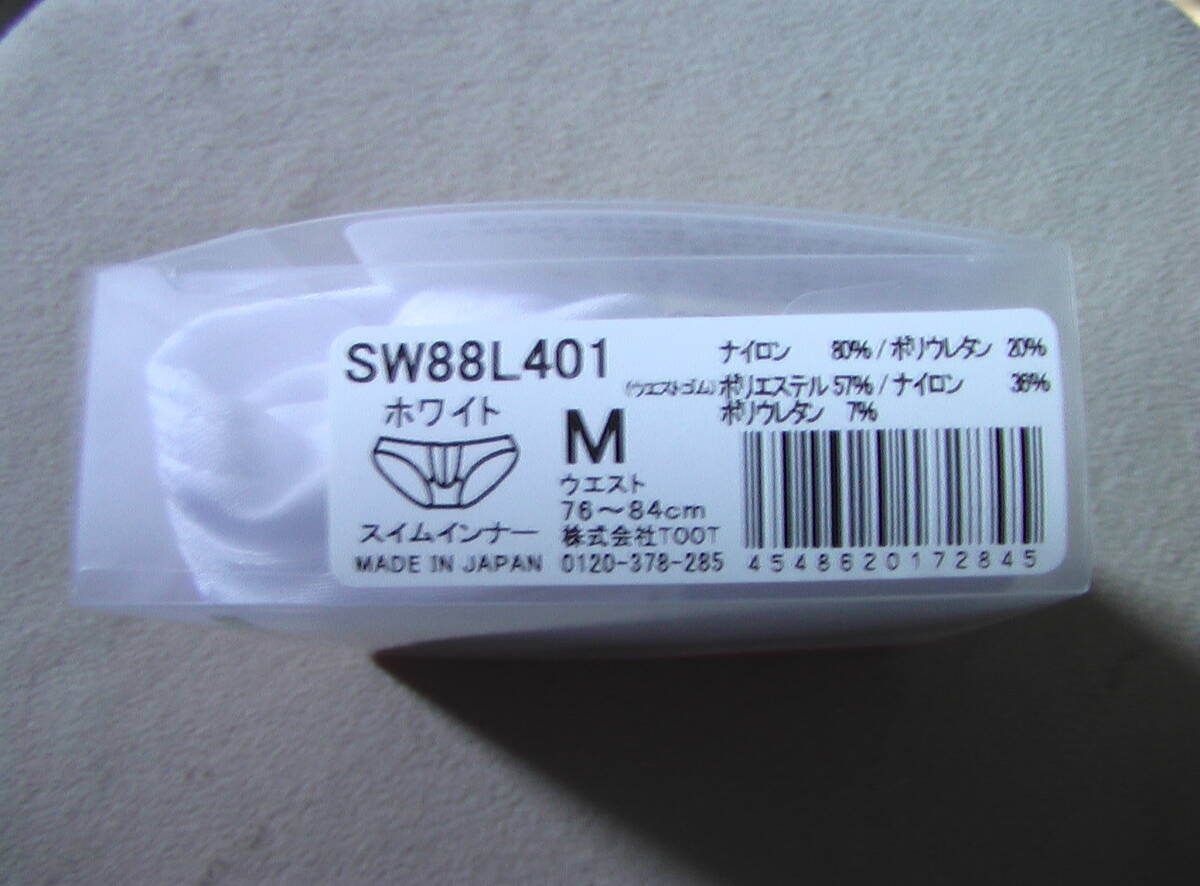 SW88L401
ホワイト
スイムインナー
MADE IN JAPAN
M
ウエスト
76～84cm
株式会社TOOT
0120-378-285
ナイロン 80% / ポリウレタン 20%
(ウエストゴム) ポリエステル 57% / ナイロン 36%
ポリウレタン 7%
4548620172845